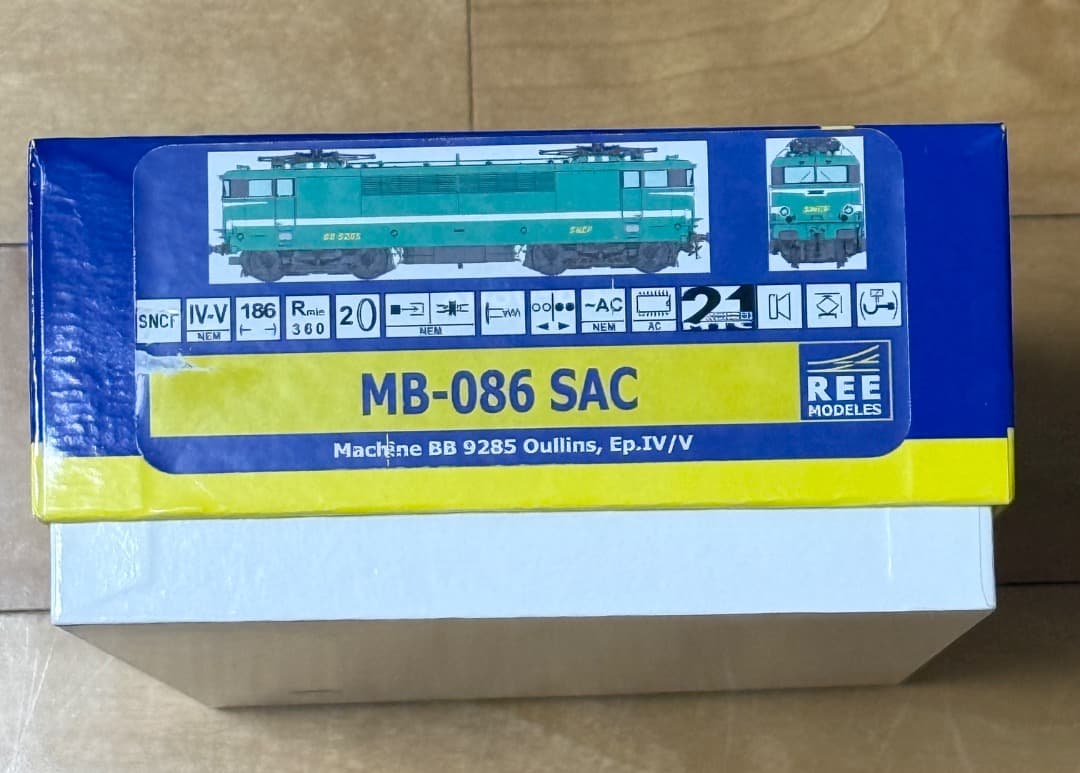 BB-9285
SNCF
SNCF
SNCF
IV-V
NEM
186
Rmin
360
2
NEM
~AC
NEM
AC
21
MB-086 SAC
REE
MODELES
Machine BB 9285 Oullins, Ep.IV/V